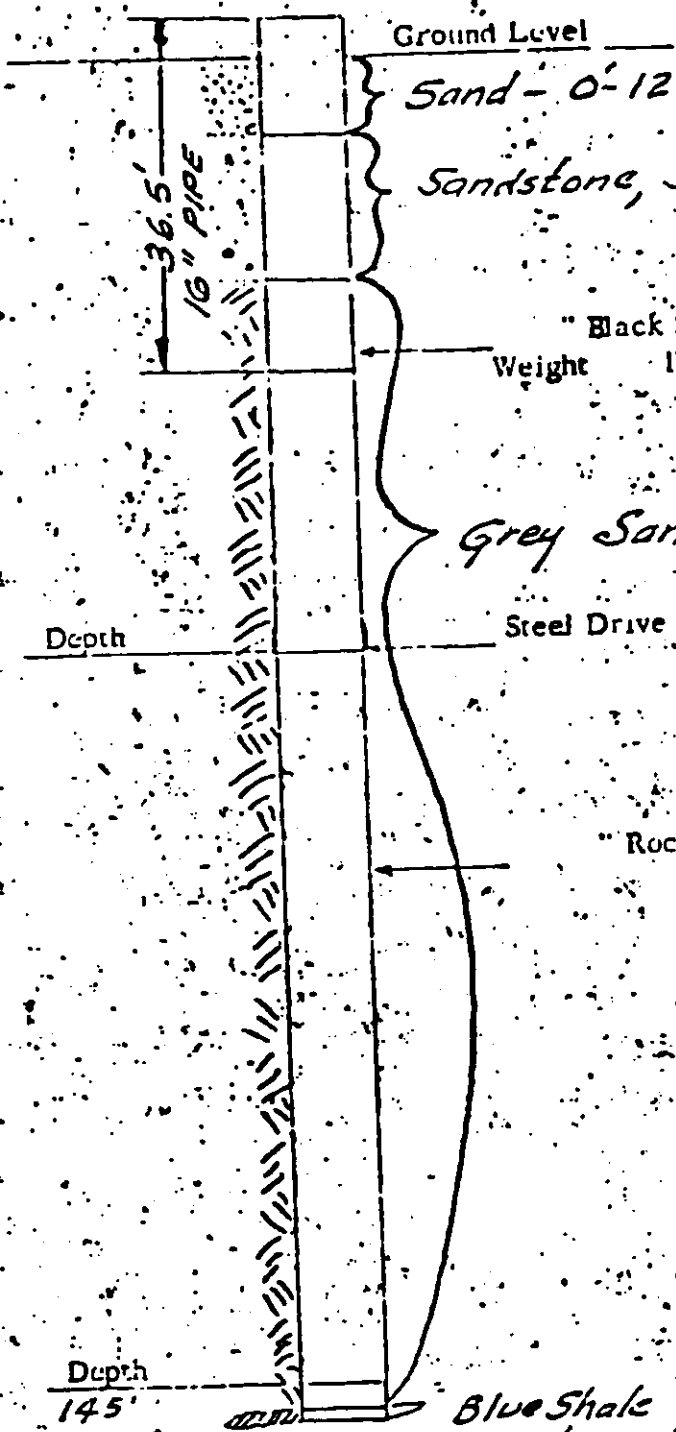 Ground Level
Sand - 0'-12
Sandstone,
36.5'
16" PIPE
" Black
Weight
Grey San
Depth
Steel Drive
" Roc
Depth
145'
Blue Shale